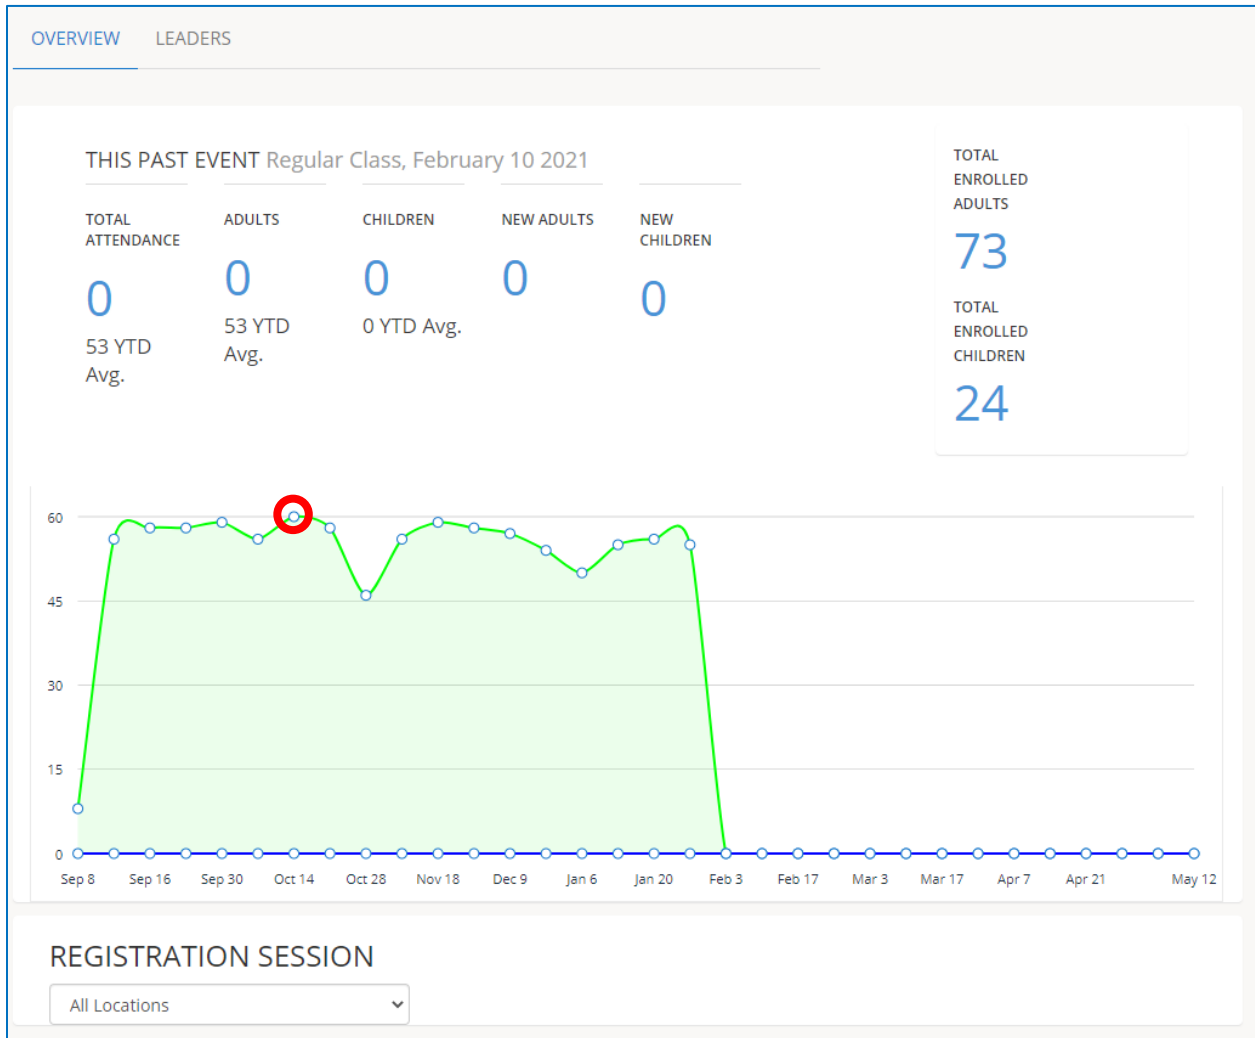 OVERVIEW LEADERS
THIS PAST EVENT Regular Class, February 10 2021
TOTAL
ATTENDANCE
0
53 YTD
Avg.
ADULTS
0
53 YTD
Avg.
CHILDREN
0
0 YTD Avg.
NEW ADULTS
0
NEW
CHILDREN
0
TOTAL
ENROLLED
ADULTS
73
TOTAL
ENROLLED
CHILDREN
24
60
45
30
15
0
Sep 8 Sep 16 Sep 30 Oct 14 Oct 28 Nov 18 Dec 9 Jan 6 Jan 20 Feb 3 Feb 17 Mar 3 Mar 17 Apr 7 Apr 21 May 12
REGISTRATION SESSION
All Locations